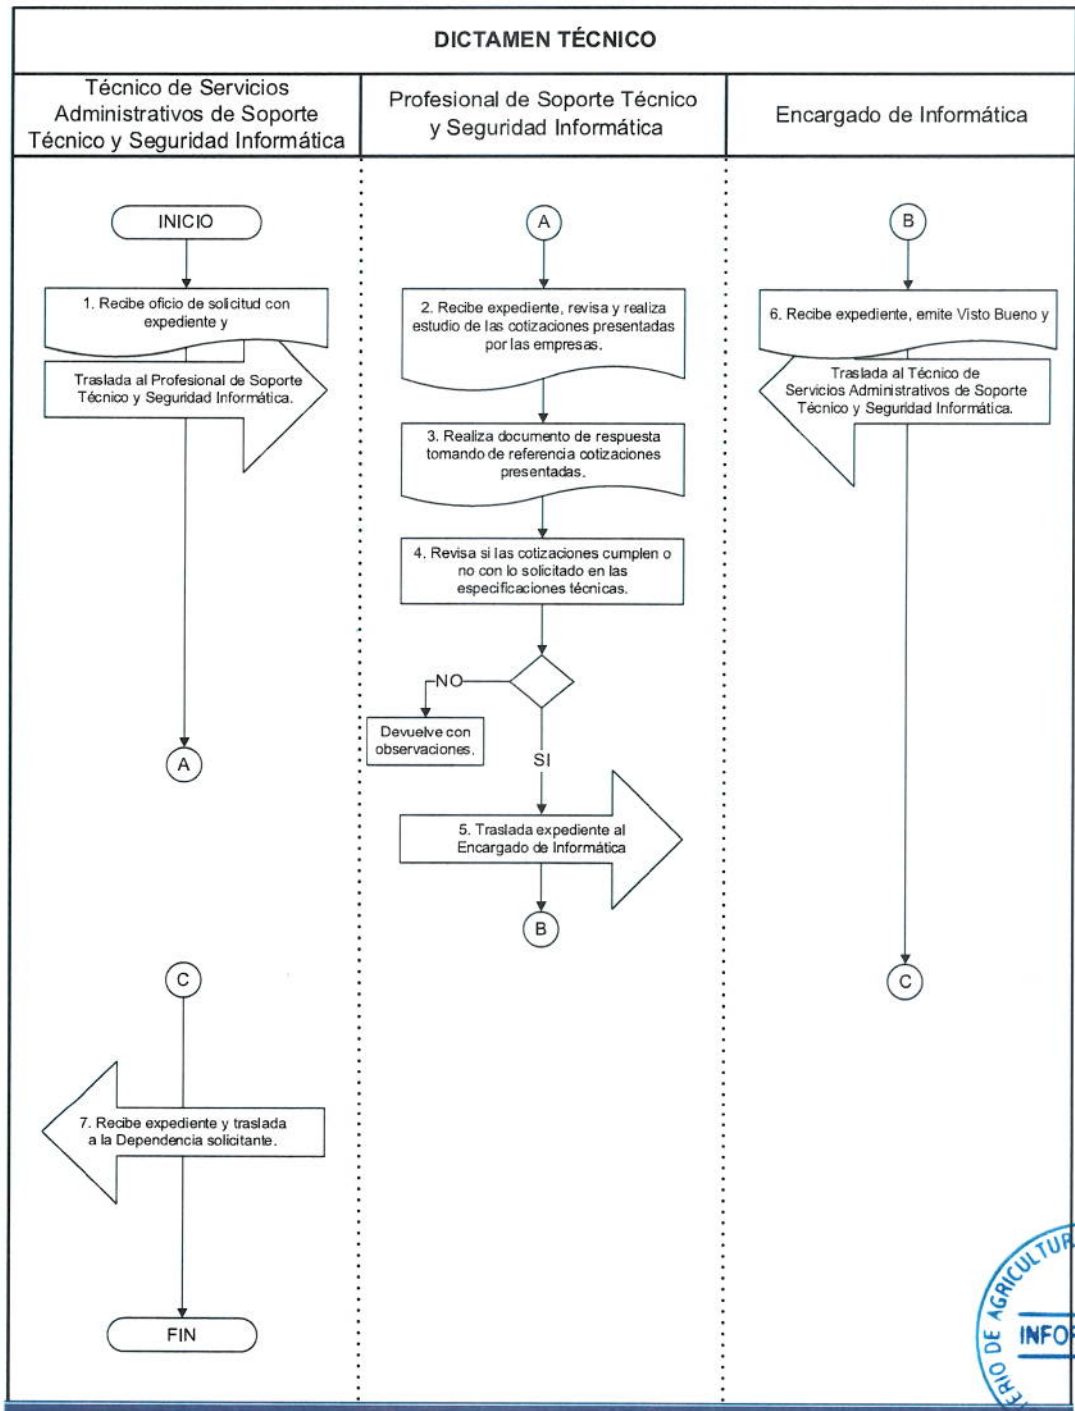 DICTAMEN TÉCNICO
Técnico de Servicios
Administrativos de Soporte
Técnico y Seguridad Informática
Profesional de Soporte Técnico
y Seguridad Informática
Encargado de Informática
INICIO
1. Recibe oficio de solicitud con
expediente y
Traslada al Profesional de Soporte
Técnico y Seguridad Informática.
A
A
2. Recibe expediente, revisa y realiza
estudio de las cotizaciones presentadas
por las empresas.
3. Realiza documento de respuesta
tomando de referencia cotizaciones
presentadas.
4. Revisa si las cotizaciones cumplen o
no con lo solicitado en las
especificaciones técnicas.
NO
Devuelve con
observaciones.
SI
5. Traslada expediente al
Encargado de Informática
B
B
6. Recibe expediente, emite Visto Bueno y
Traslada al Técnico de
Servicios Administrativos de Soporte
Técnico y Seguridad Informática.
C
C
7. Recibe expediente y traslada
a la Dependencia solicitante.
FIN
ERIO DE AGRICULTUR
INFO